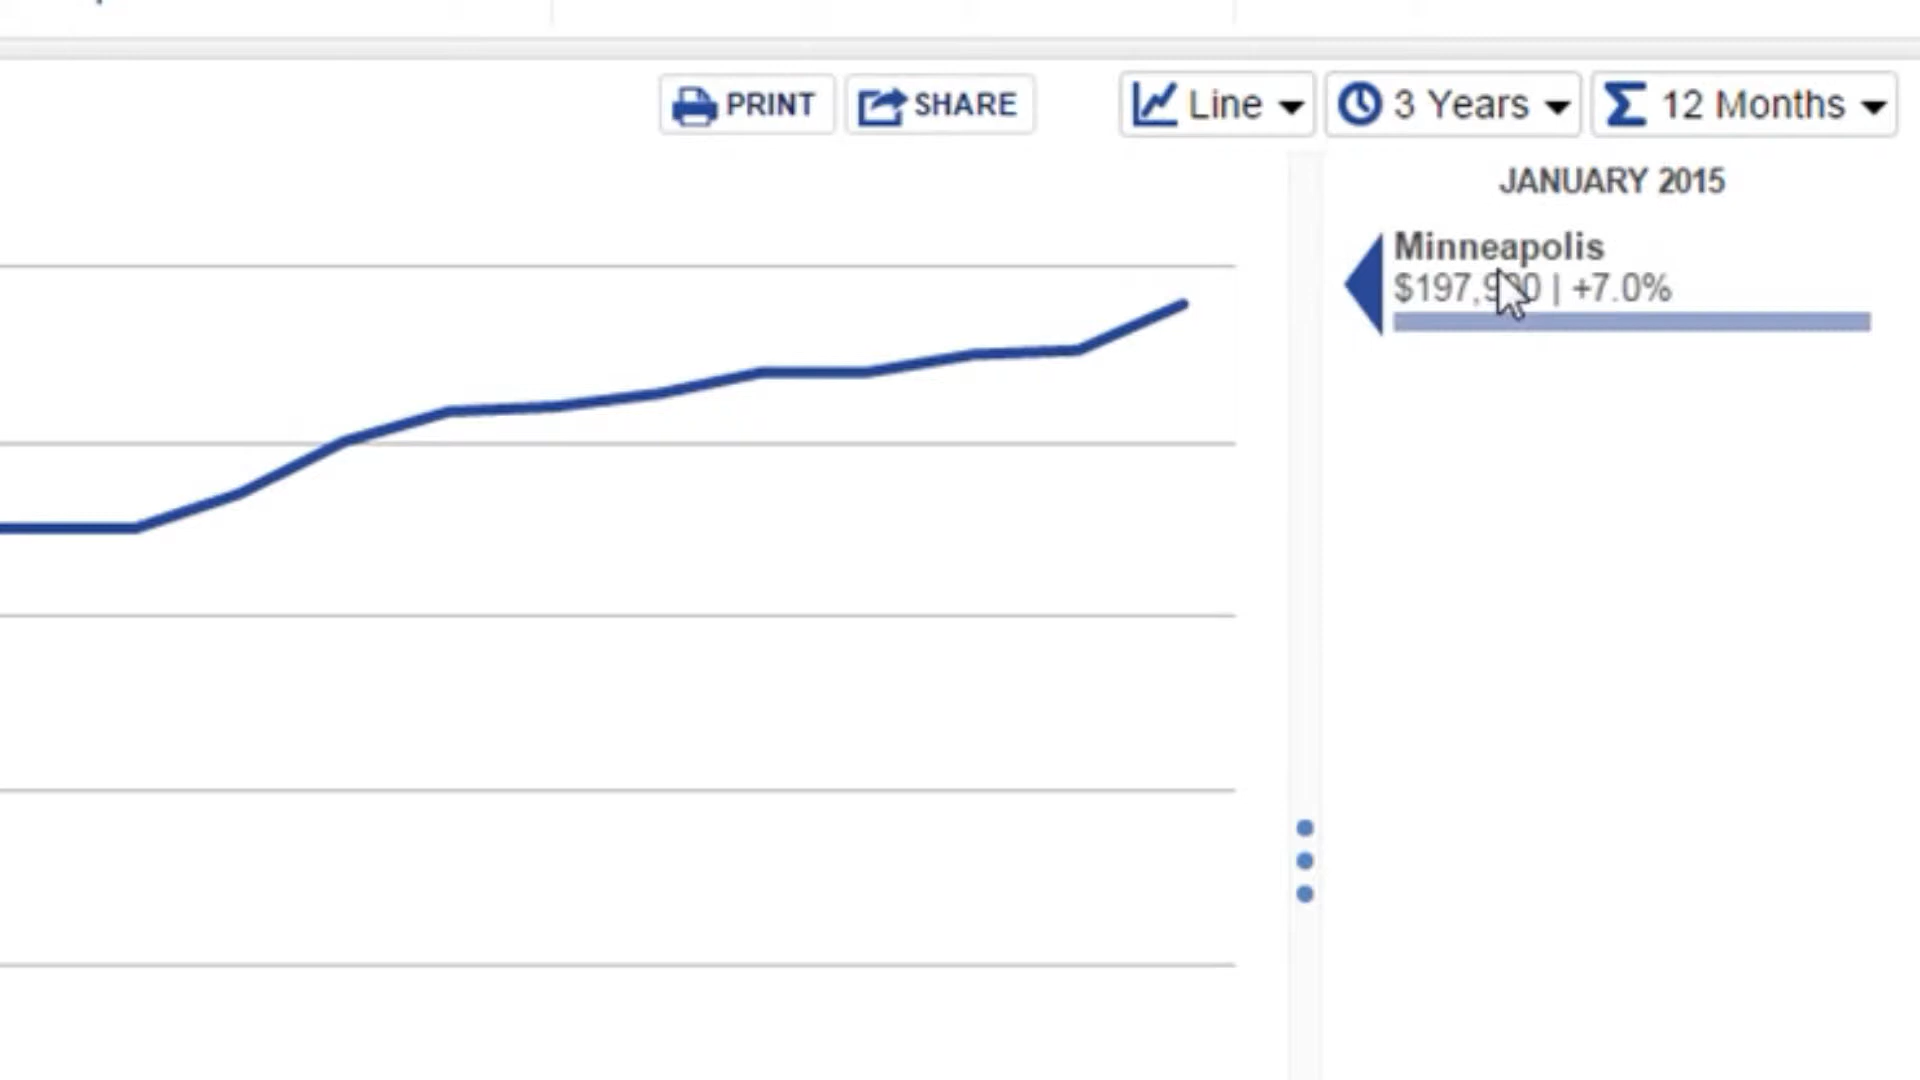 PRINT SHARE Line 3 Years 12 Months
JANUARY 2015
Minneapolis
| +7.0%